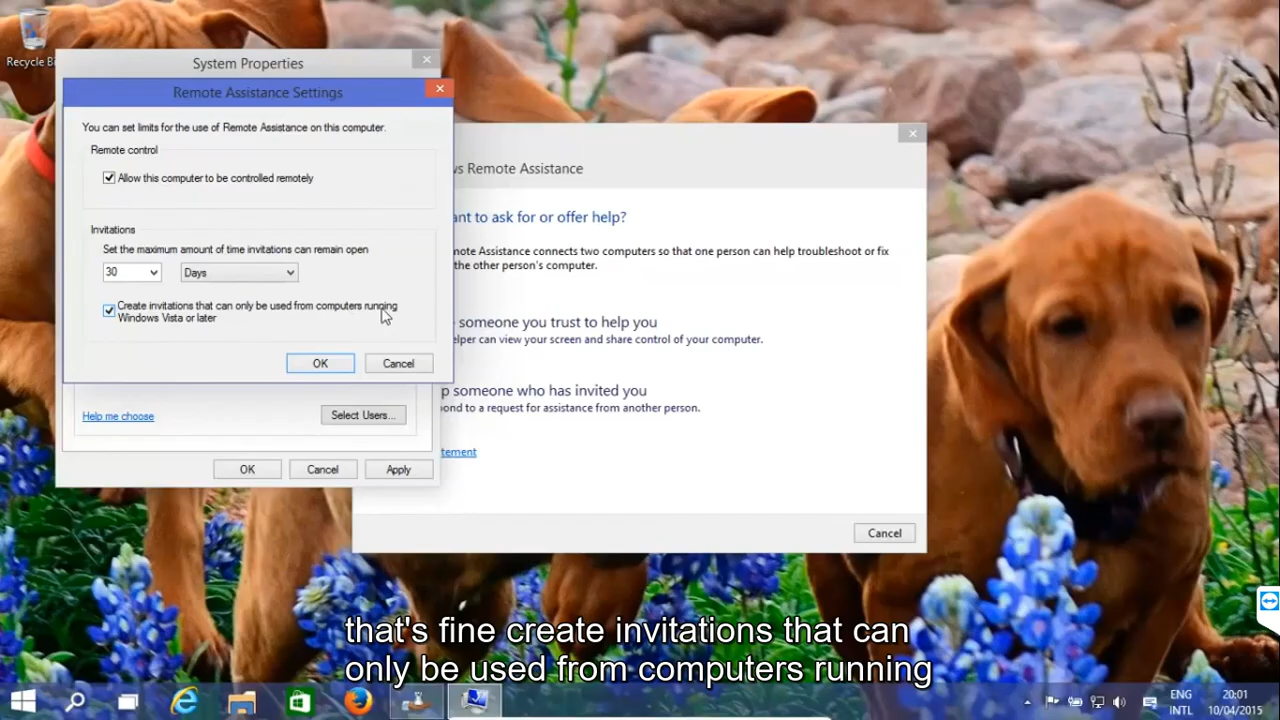 Recycle Bi
System Properties
Remote Assistance Settings
You can set limits for the use of Remote Assistance on this computer.
Remote control
Allow this computer to be controlled remotely
Invitations
Set the maximum amount of time invitations can remain open
30
Days
Create invitations that can only be used from computers running
Windows Vista or later
OK
Cancel
Help me choose
Select Users...
OK
Cancel
Apply
ws Remote Assistance
ant to ask for or offer help?
mote Assistance connects two computers so that one person can help troubleshoot or fix
the other person's computer.
someone you trust to help you
elper can view your screen and share control of your computer.
p someone who has invited you
ond to a request for assistance from another person.
tement
Cancel
that's fine create invitations that can
only be used from computers running
ENG
INTL
20:01
10/04/2015